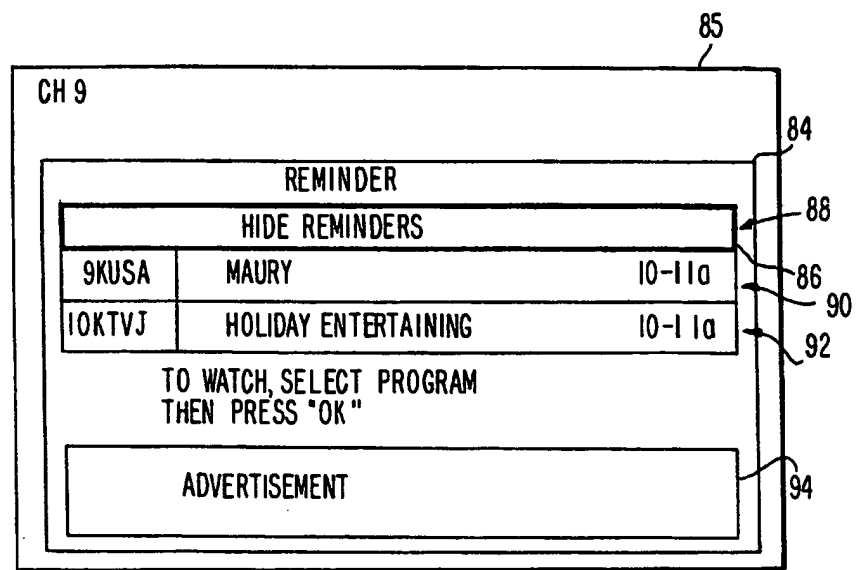 85
CH 9
84
REMINDER
HIDE REMINDERS
88
86
9KUSA MAURY 10-11a
90
10KTVJ HOLIDAY ENTERTAINING 10-11a
92
TO WATCH, SELECT PROGRAM
THEN PRESS "OK"
ADVERTISEMENT
94